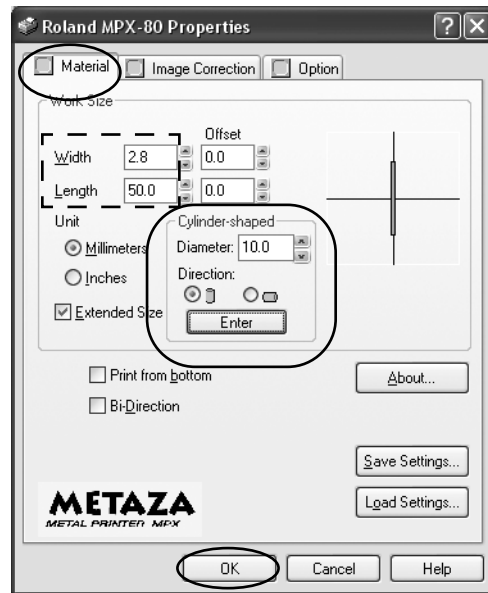 Roland MPX-80 Properties
Material Image Correction Option
Work Size
Offset
Width 2.8 0.0
Length 50.0 0.0
Unit Cylinder-shaped
Millimeters Diameter: 10.0
Inches Direction:
Extended Size Enter
Print from bottom About...
Bi-Direction
Save Settings...
METAZA Load Settings...
METAL PRINTER MPX
OK Cancel Help